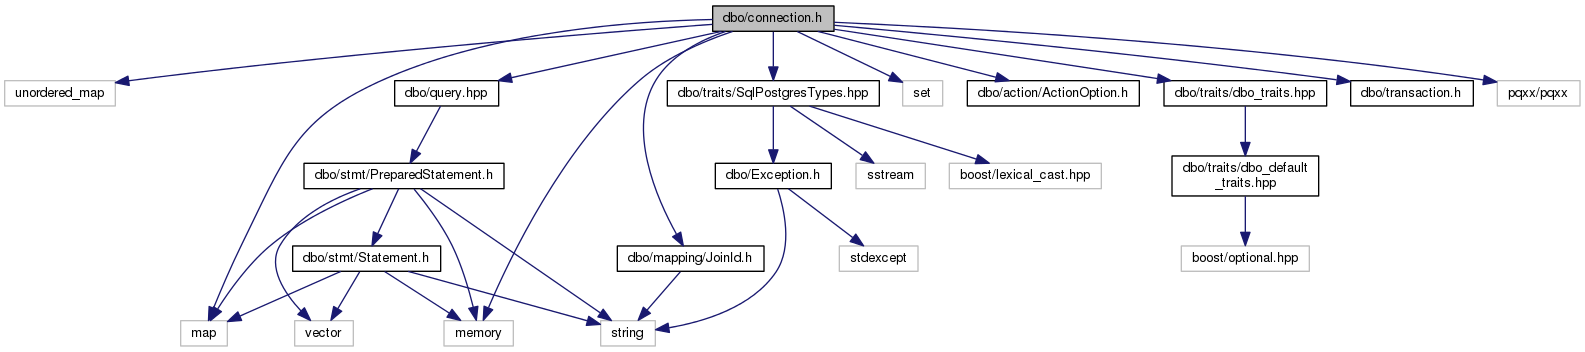 dbo/connection.h
unordered_map
dbo/query.hpp
dbo/traits/SqlPostgresTypes.hpp
set
dbo/action/ActionOption.h
dbo/traits/dbo_traits.hpp
dbo/transaction.h
pqxx/pqxx
dbo/stmt/PreparedStatement.h
dbo/Exception.h
sstream
boost/lexical_cast.hpp
dbo/traits/dbo_default
_traits.hpp
dbo/stmt/Statement.h
dbo/mapping/JoinId.h
stdexcept
boost/optional.hpp
map
vector
memory
string